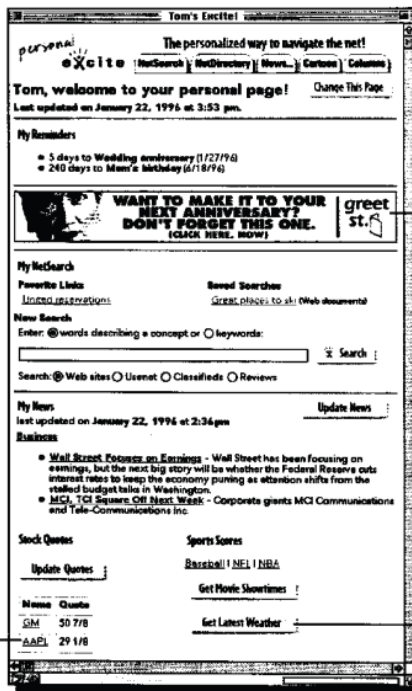 Tom's Excite!
personal
excite
The personalized way to navigate the net!
NetSearch NetDirectory News... Cartoons Columns
Tom, welcome to your personal page!
Change This Page
Last updated on January 22, 1996 at 3:53 pm.
My Reminders
5 days to Wedding anniversary (1/27/96)
240 days to Mom's birthday (6/18/96)
WANT TO MAKE IT TO YOUR
NEXT ANNIVERSARY?
DON'T FORGET THIS ONE.
(CLICK HERE. NOW)
greet
st.
My NetSearch
Favorite Links
Saved Searches
United reservations
Great places to ski (Web documents)
New Search
Enter: words describing a concept or keywords:
Search
Search: Web sites Usenet Classifieds Reviews
My News
Update News
last updated on January 22, 1996 at 2:36pm
Business
Wall Street Focuses on Earnings - Wall Street has been focusing on
earnings, but the next big story will be whether the Federal Reserve cuts
interest rates to keep the economy purring as attention shifts from the
stalled budget talks in Washington.
MCI, TCI Square Off Next Week - Corporate giants MCI Communications
and Tele-Communications Inc.
Stock Quotes
Sports Scores
Update Quotes
Baseball | NFL | NBA
Get Movie Showtimes
Name Quote
GM 50 7/8
Get Latest Weather
AAPL 29 1/8